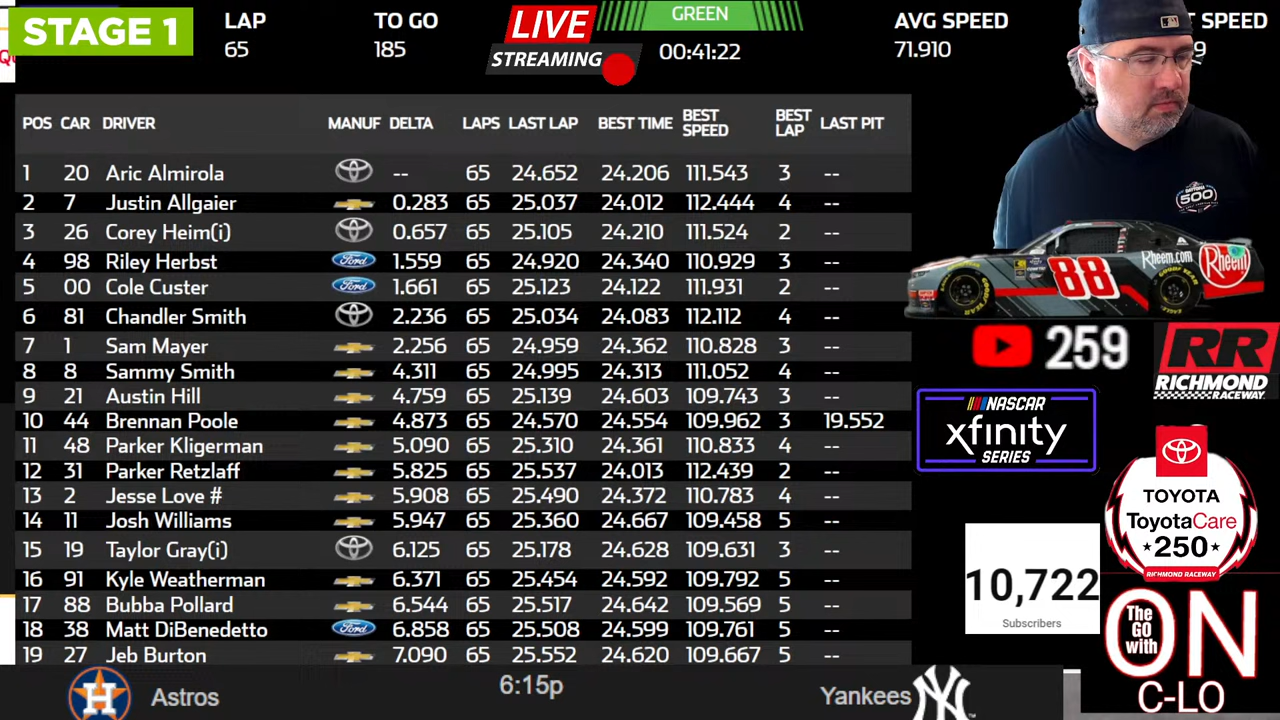 STAGE 1
LAP
65
TO GO
185
LIVE
STREAMING
GREEN
00:41:22
AVG SPEED
71.910
T SPEED
9
POS CAR DRIVER MANUF DELTA LAPS LAST LAP BEST TIME BEST SPEED BEST LAP LAST PIT
1 20 Aric Almirola -- 65 24.652 24.206 111.543 3 --
2 7 Justin Allgaier 0.283 65 25.037 24.012 112.444 4 --
3 26 Corey Heim(i) 0.657 65 25.105 24.210 111.524 2 --
4 98 Riley Herbst Ford 1.559 65 24.920 24.340 110.929 3 --
5 00 Cole Custer Ford 1.661 65 25.123 24.122 111.931 2 --
6 81 Chandler Smith 2.236 65 25.034 24.083 112.112 4 --
7 1 Sam Mayer 2.256 65 24.959 24.362 110.828 3 --
8 8 Sammy Smith 4.311 65 24.995 24.313 111.052 4 --
9 21 Austin Hill 4.759 65 25.139 24.603 109.743 3 --
10 44 Brennan Poole 4.873 65 24.570 24.554 109.962 3 19.552
11 48 Parker Kligerman 5.090 65 25.310 24.361 110.833 4 --
12 31 Parker Retzlaff 5.825 65 25.537 24.013 112.439 2 --
13 2 Jesse Love # 5.908 65 25.490 24.372 110.783 4 --
14 11 Josh Williams 5.947 65 25.360 24.667 109.458 5 --
15 19 Taylor Gray(i) 6.125 65 25.178 24.628 109.631 3 --
16 91 Kyle Weatherman 6.371 65 25.454 24.592 109.792 5 --
17 88 Bubba Pollard 6.544 65 25.517 24.642 109.569 5 --
18 38 Matt DiBenedetto Ford 6.858 65 25.508 24.599 109.761 5 --
19 27 Jeb Burton 7.090 65 25.552 24.620 109.667 5 --
DAYTONA
500
88
Rheem.com
Rheem
GOODYEAR
259
RR
RICHMOND
RACEWAY
NASCAR
xfinity
SERIES
TOYOTA
ToyotaCare
250
RICHMOND RACEWAY
10,722
Subscribers
The
GO
with
ON
C-LO
Astros
6:15p
Yankees